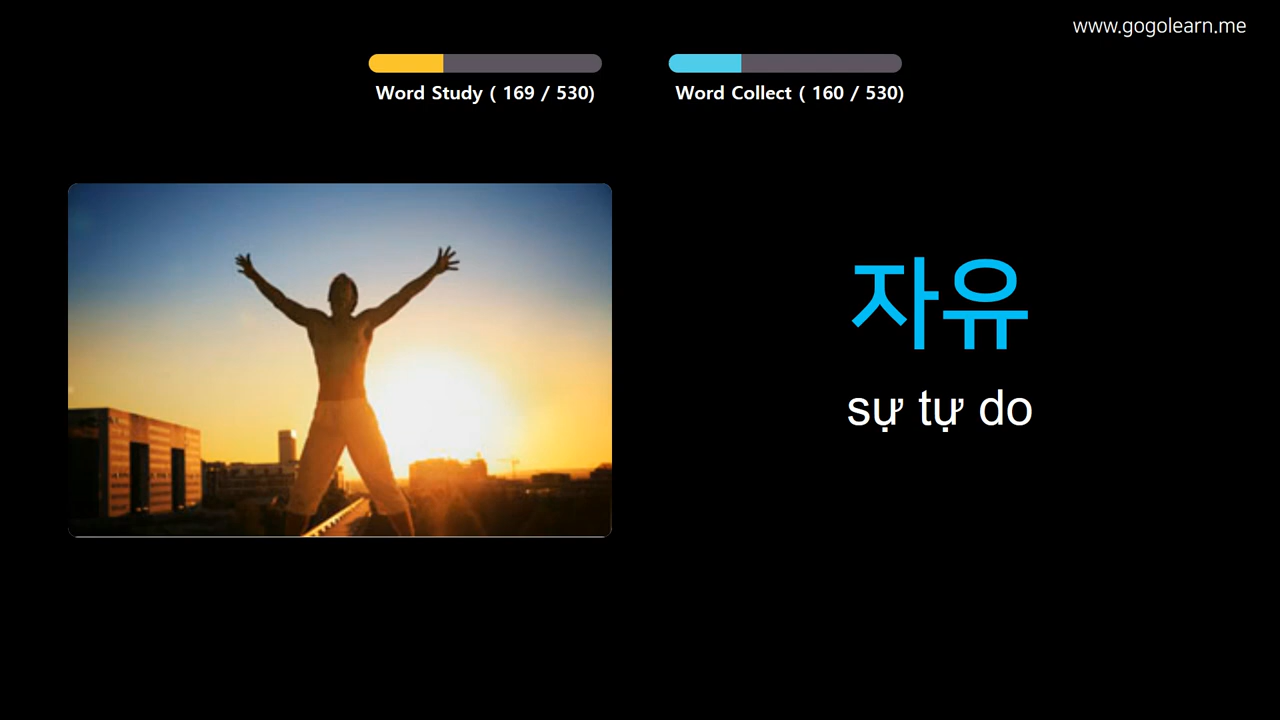 www.gogolearn.me
Word Study ( 169 / 530)
Word Collect ( 160 / 530)
자유
sự tự do